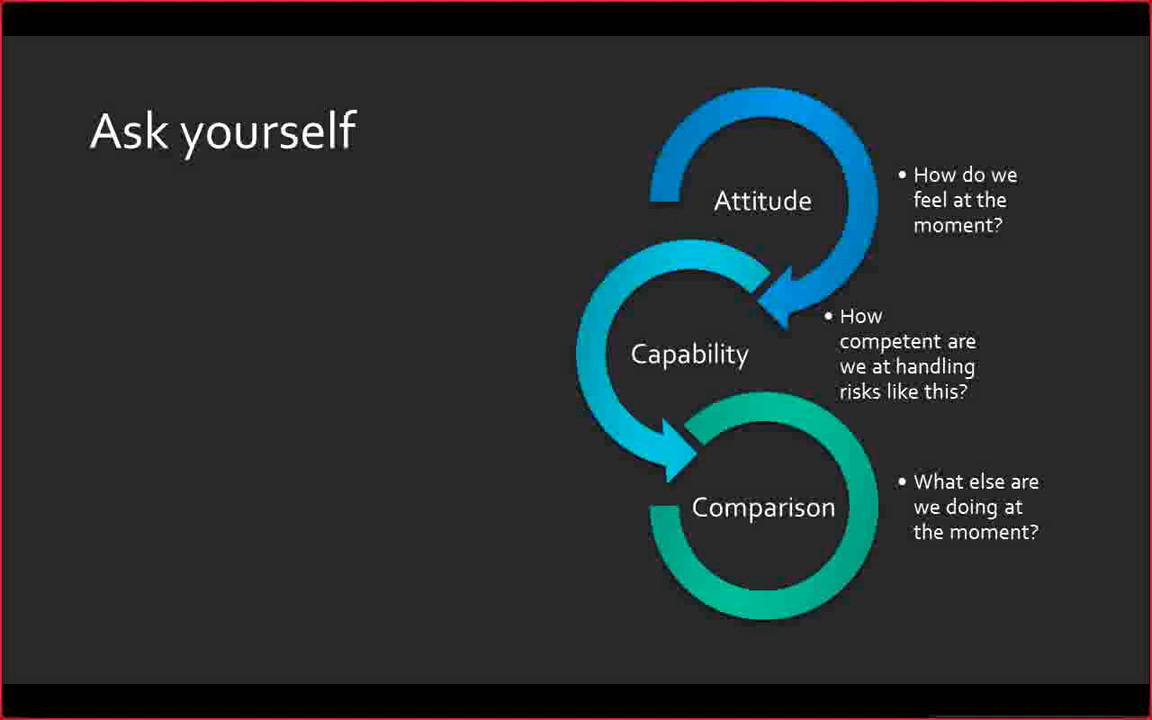 Ask yourself
Attitude
• How do we
feel at the
moment?
Capability
• How
competent are
we at handling
risks like this?
Comparison
• What else are
we doing at
the moment?